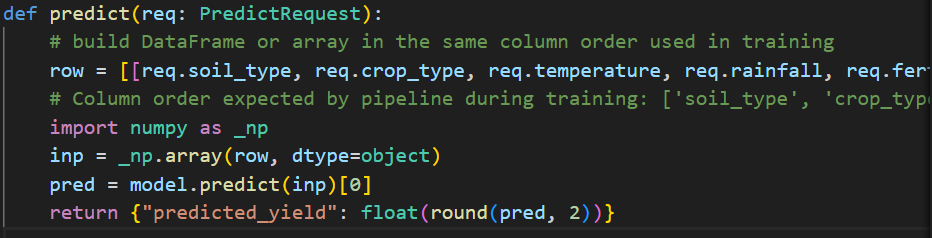 def predict(req: PredictRequest):
    # build DataFrame or array in the same column order used in training
    row = [[req.soil_type, req.crop_type, req.temperature, req.rainfall, req.fer
    # Column order expected by pipeline during training: ['soil_type', 'crop_type
    import numpy as _np
    inp = _np.array(row, dtype=object)
    pred = model.predict(inp)[0]
    return {"predicted_yield": float(round(pred, 2))}